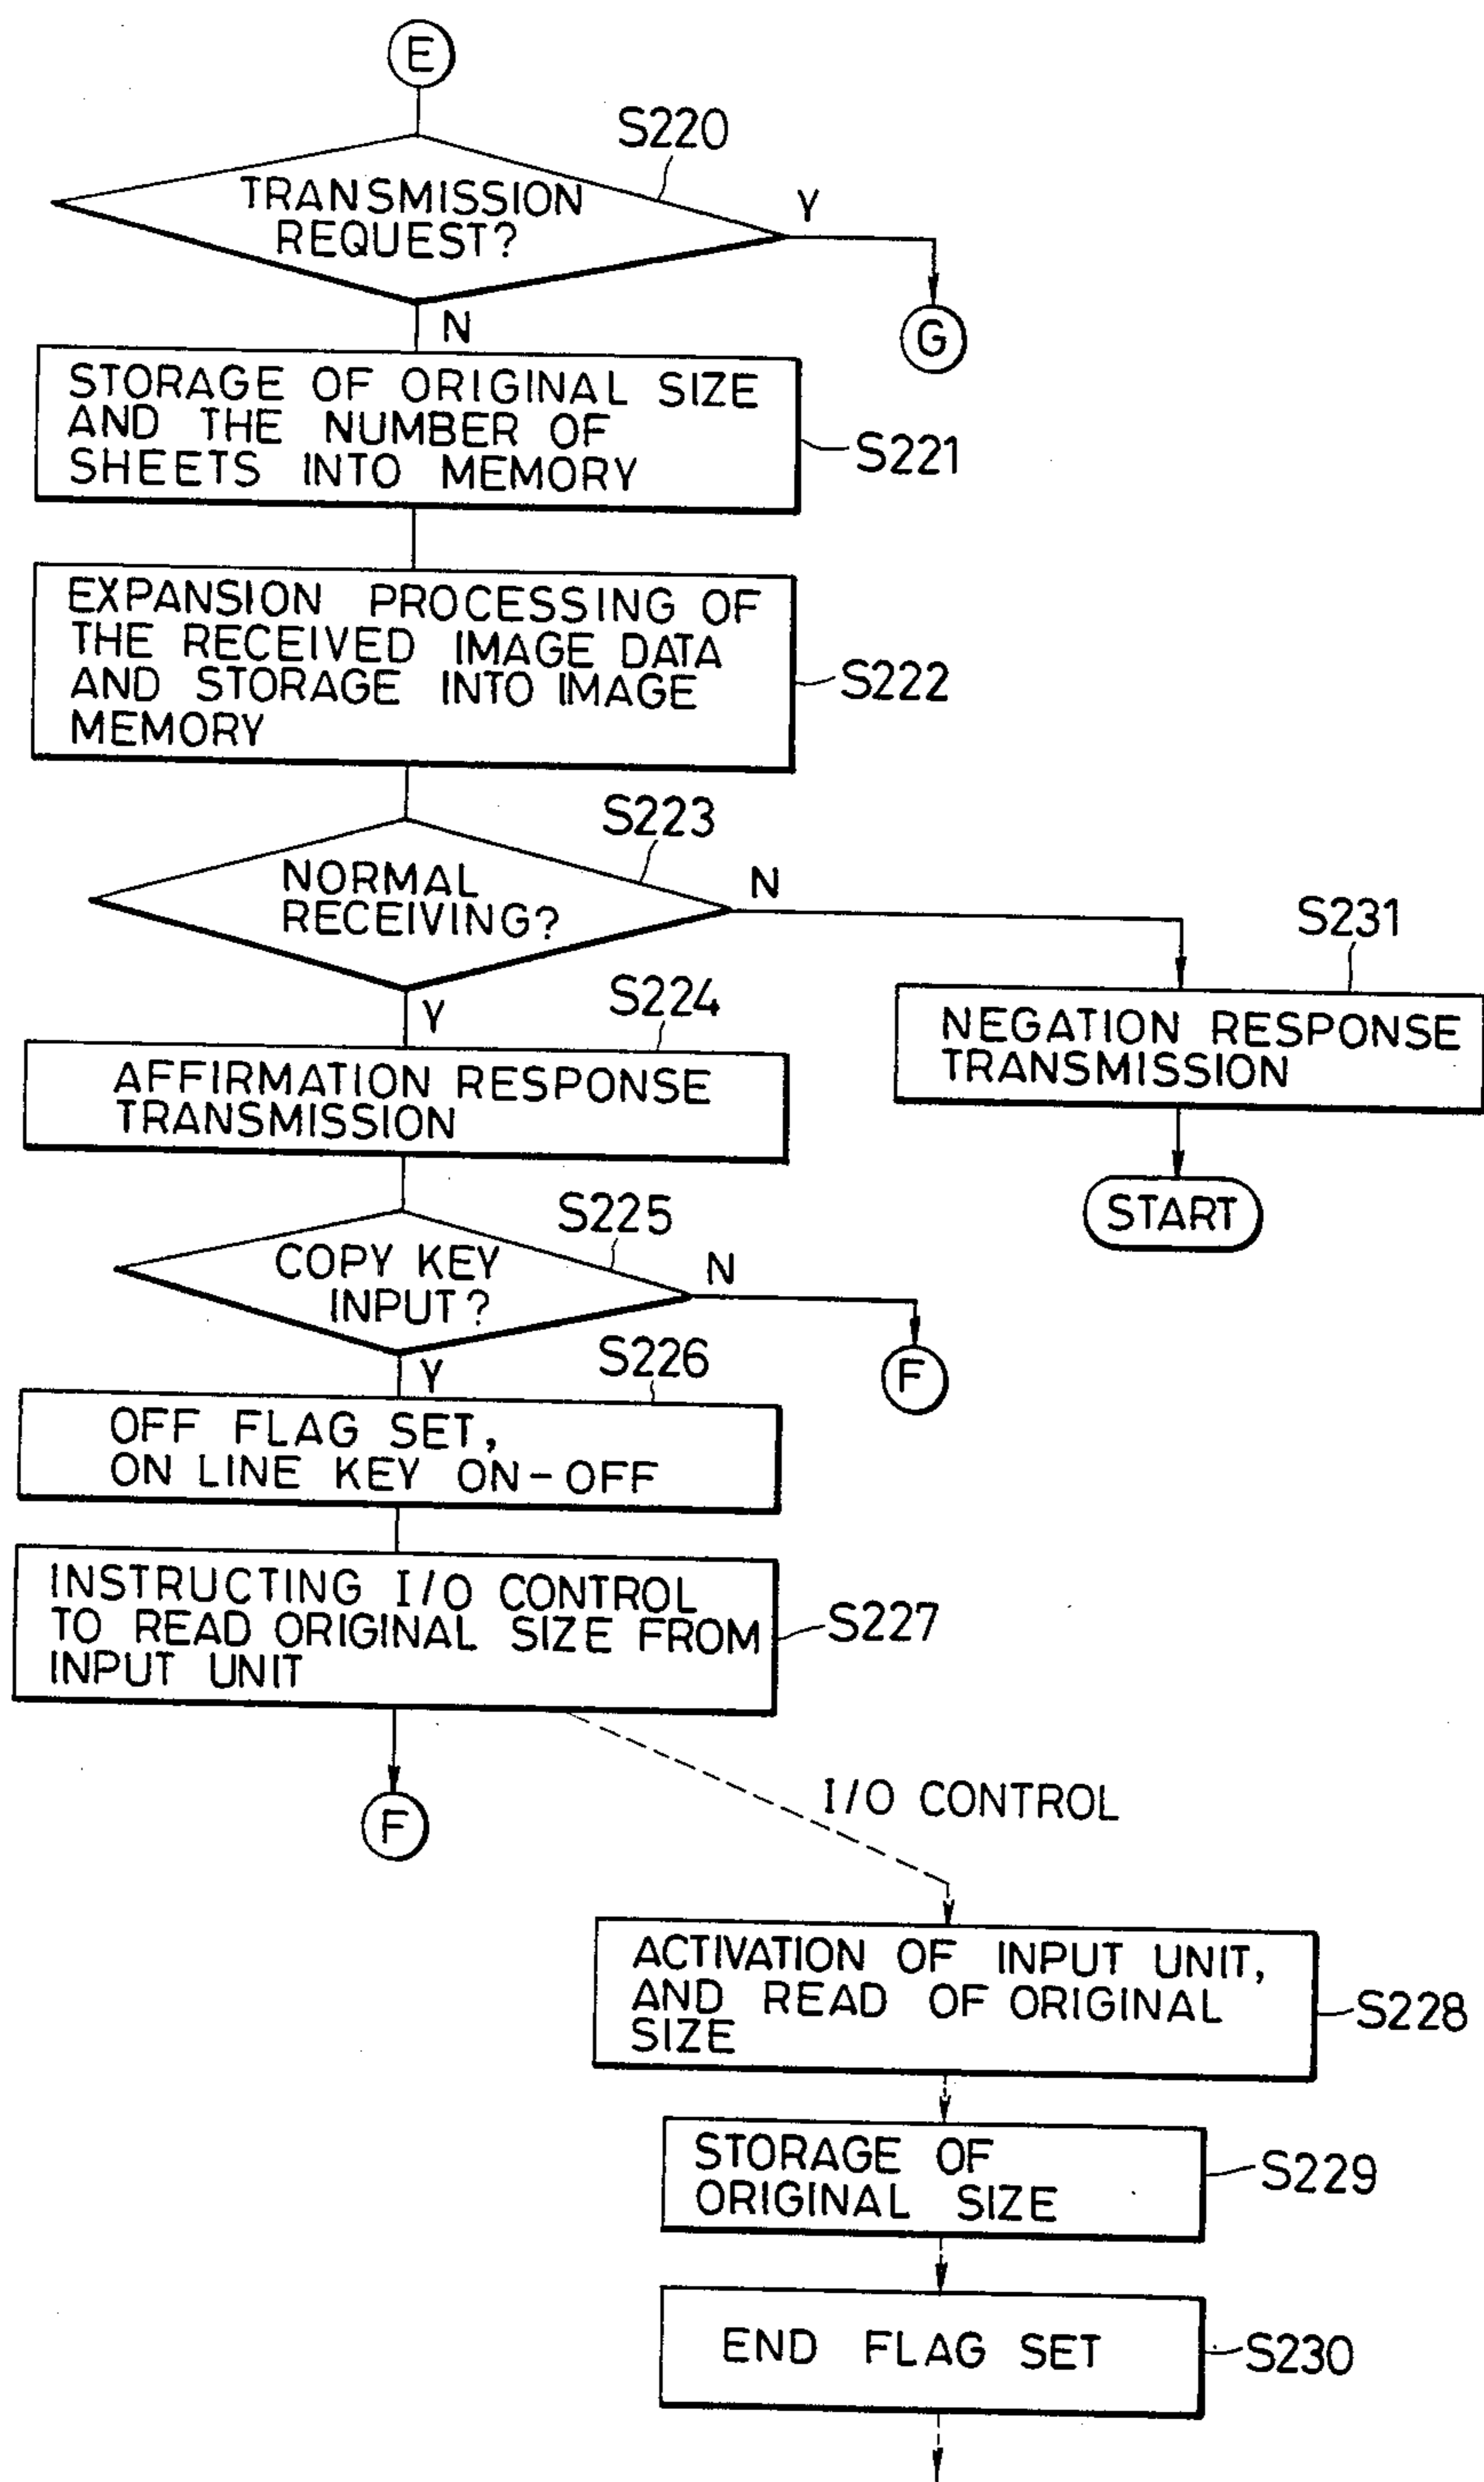 E
S220
TRANSMISSION
REQUEST?
Y
G
N
STORAGE OF ORIGINAL SIZE
AND THE NUMBER OF
SHEETS INTO MEMORY
S221
EXPANSION PROCESSING OF
THE RECEIVED IMAGE DATA
AND STORAGE INTO IMAGE
MEMORY
S222
S223
NORMAL
RECEIVING?
N
S231
NEGATION RESPONSE
TRANSMISSION
START
Y
S224
AFFIRMATION RESPONSE
TRANSMISSION
S225
COPY KEY
INPUT?
N
F
Y
S226
OFF FLAG SET,
ON LINE KEY ON-OFF
INSTRUCTING I/O CONTROL
TO READ ORIGINAL SIZE FROM
INPUT UNIT
S227
F
I/O CONTROL
ACTIVATION OF INPUT UNIT,
AND READ OF ORIGINAL
SIZE
S228
STORAGE OF
ORIGINAL SIZE
S229
END FLAG SET
S230